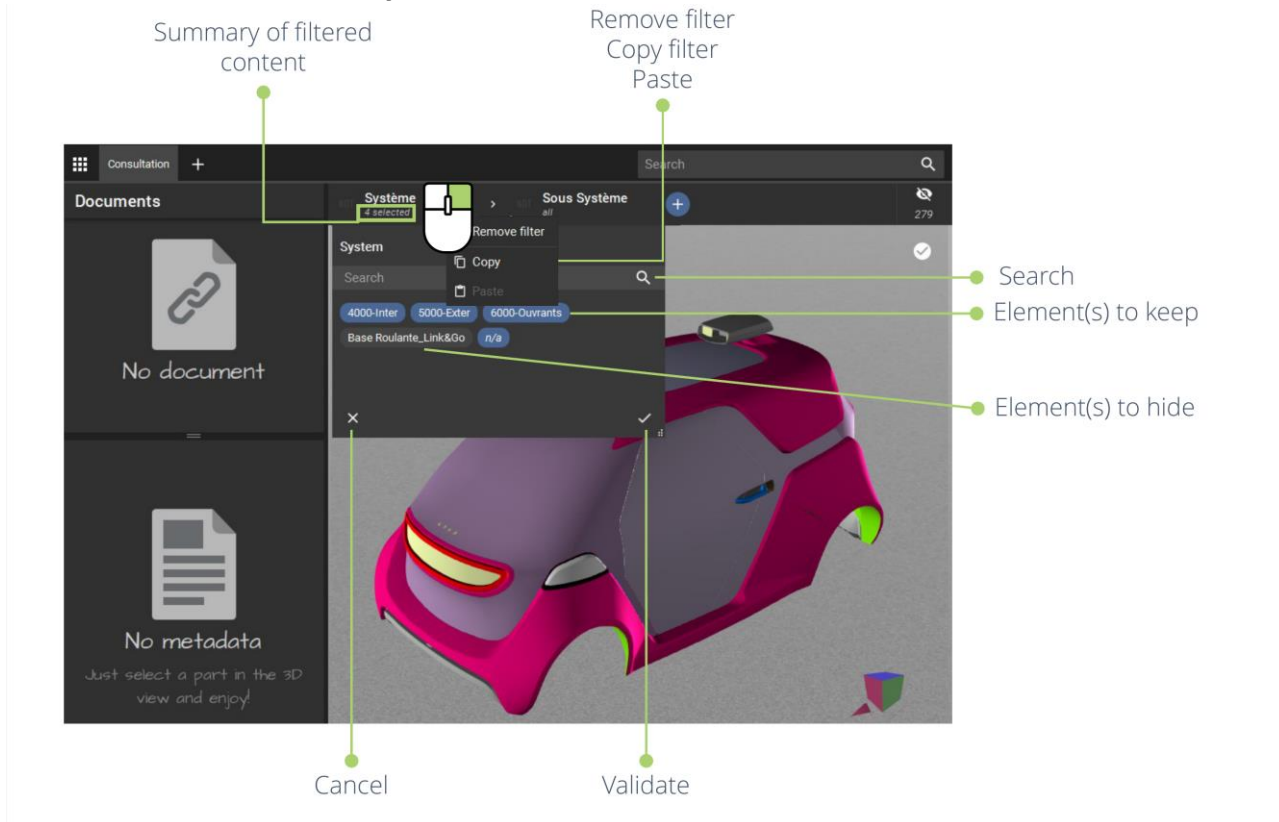 Summary of filtered
content
Remove filter
Copy filter
Paste
Consultation
Search
Documents
Système
4 selected
Sous Système
all
279
Remove filter
System
Copy
Search
Paste
4000-Inter
5000-Exter
6000-Ouvrants
Base Roulante_Link&Go
n/a
Search
Element(s) to keep
Element(s) to hide
No document
No metadata
Just select a part in the 3D
view and enjoy!
Cancel
Validate